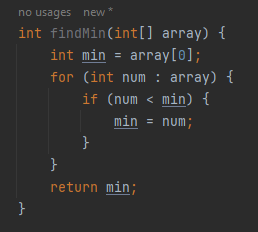 no usages   new *
int findMin(int[] array) {
    int min = array[0];
    for (int num : array) {
        if (num < min) {
            min = num;
        }
    }
    return min;
}